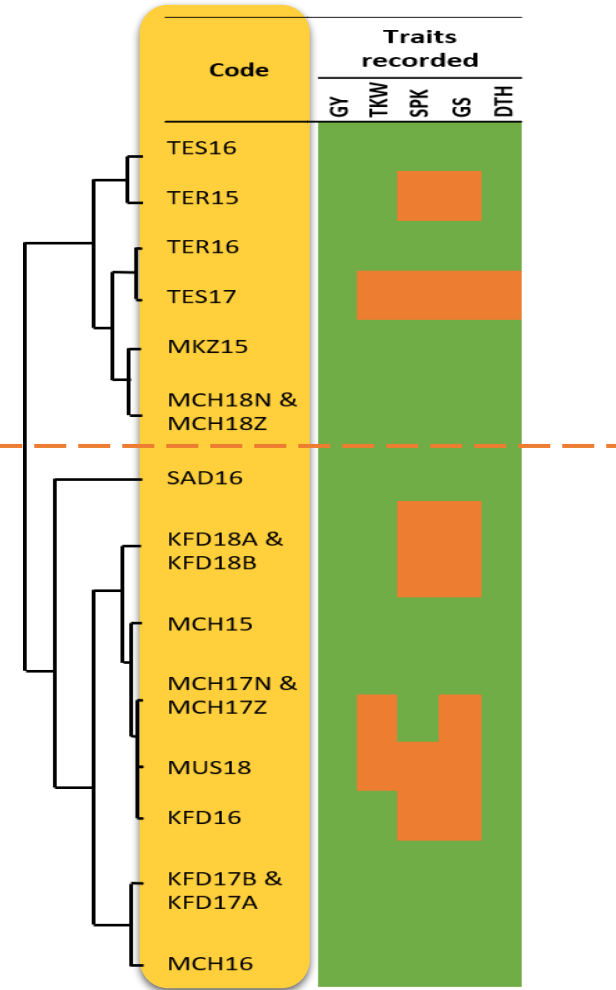 Traits
recorded
Code
GY
TKW
SPK
GS
DTH
TES16
TER15
TER16
TES17
MKZ15
MCH18N &
MCH18Z
SAD16
KFD18A &
KFD18B
MCH15
MCH17N &
MCH17Z
MUS18
KFD16
KFD17B &
KFD17A
MCH16